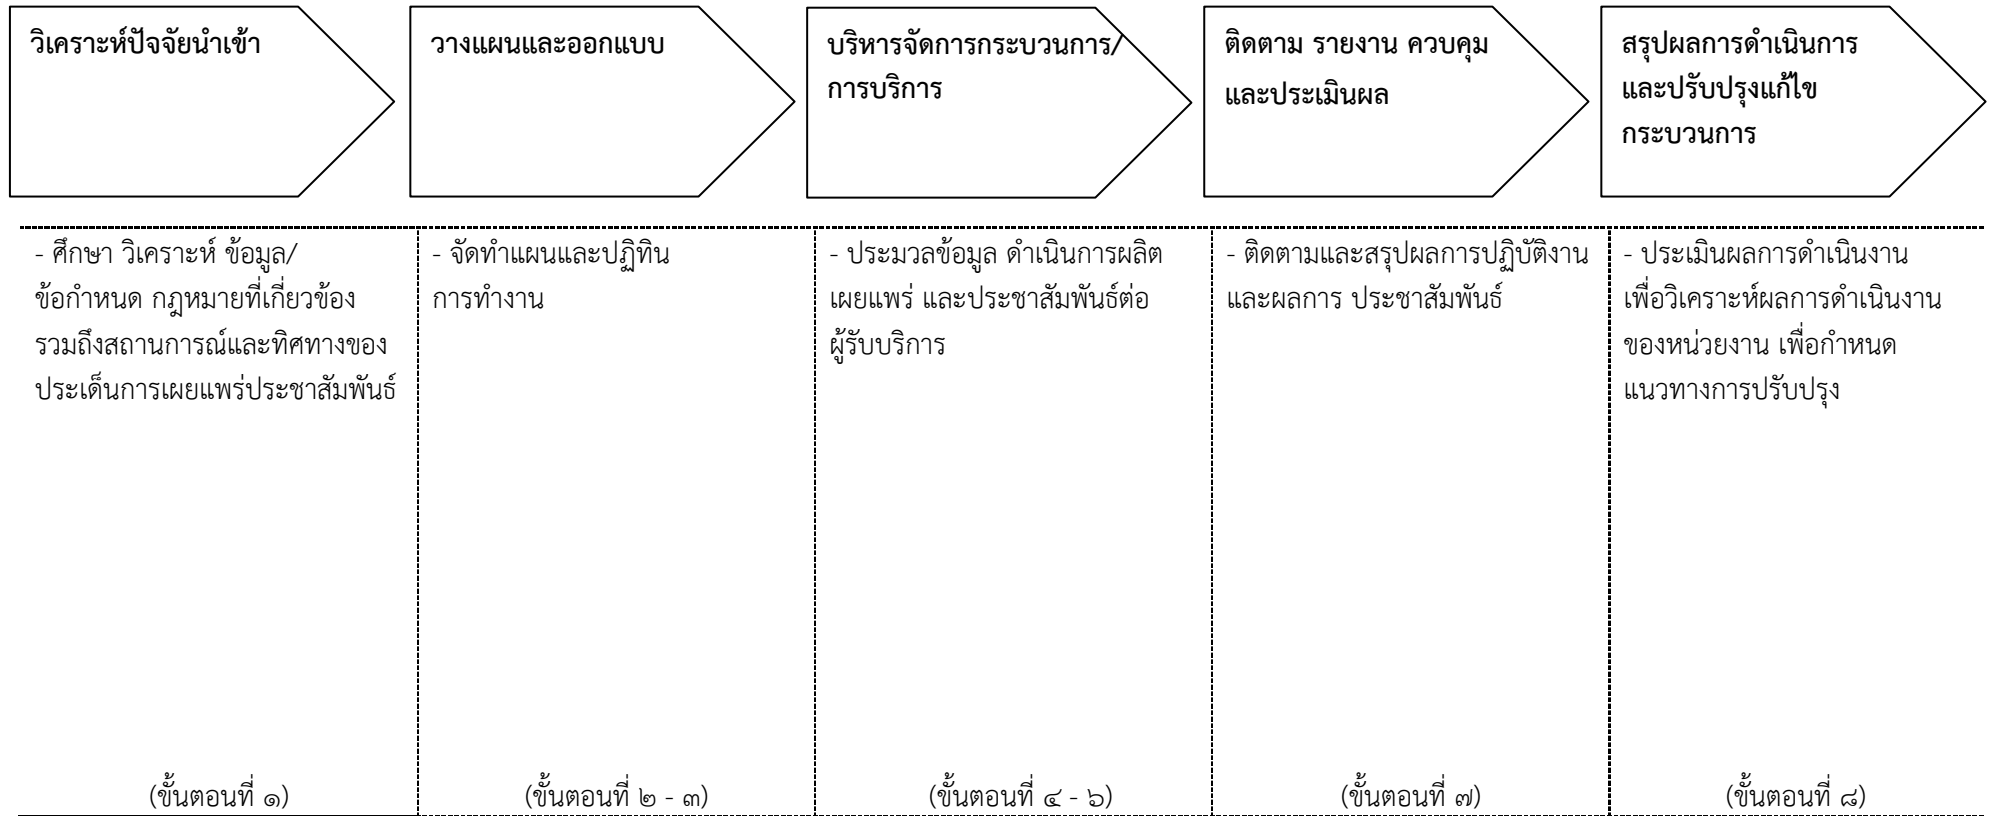 วิเคราะห์ปัจจัยนำเข้า
วางแผนและออกแบบ
บริหารจัดการกระบวนการ/
การบริการ
ติดตาม รายงาน ควบคุม
และประเมินผล
สรุปผลการดำเนินการ
และปรับปรุงแก้ไข
กระบวนการ
- ศึกษา วิเคราะห์ ข้อมูล/
ข้อกำหนด กฎหมายที่เกี่ยวข้อง
รวมถึงสถานการณ์และทิศทางของ
ประเด็นการเผยแพร่ประชาสัมพันธ์
(ขั้นตอนที่ ๑)
- จัดทำแผนและปฏิทิน
การทำงาน
(ขั้นตอนที่ ๒ - ๓)
- ประมวลข้อมูล ดำเนินการผลิต
เผยแพร่ และประชาสัมพันธ์ต่อ
ผู้รับบริการ
(ขั้นตอนที่ ๔ - ๖)
- ติดตามและสรุปผลการปฏิบัติงาน
และผลการ ประชาสัมพันธ์
(ขั้นตอนที่ ๗)
- ประเมินผลการดำเนินงาน
เพื่อวิเคราะห์ผลการดำเนินงาน
ของหน่วยงาน เพื่อกำหนด
แนวทางการปรับปรุง
(ขั้นตอนที่ ๘)